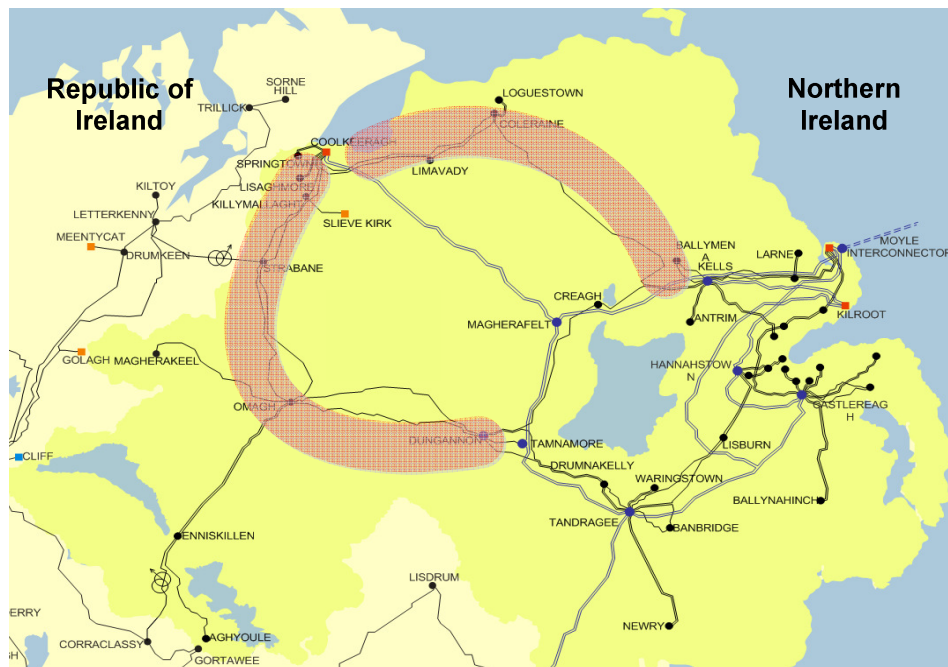 Republic of
Ireland
Northern
Ireland
SORNE
HILL
TRILLICK
LOGUESTOWN
COLERAINE
COOLKEERAGH
SPRINGTOWN
LIMAVADY
LISAGHMORE
KILTOY
KILLYMALLAGHT
LETTERKENNY
SLIEVE KIRK
MEENTYCAT
DRUMKEEN
STRABANE
BALLYMEN
A
KELLS
LARNE
MOYLE
INTERCONNECTOR
CREAGH
MAGHERAFELT
ANTRIM
KILROOT
GOLAGH
MAGHERAKEEL
HANNAHSTOW
N
OMAGH
CASTLEREAG
H
DUNGANNON
TAMNAMORE
LISBURN
CLIFF
DRUMNAKELLY
WARINGSTOWN
BALLYNAHINCH
TANDRAGEE
BANBRIDGE
ENNISKILLEN
LISDRUM
ERRY
NEWRY
AGHYOULE
CORRACLASSY
GORTAWEE
GH